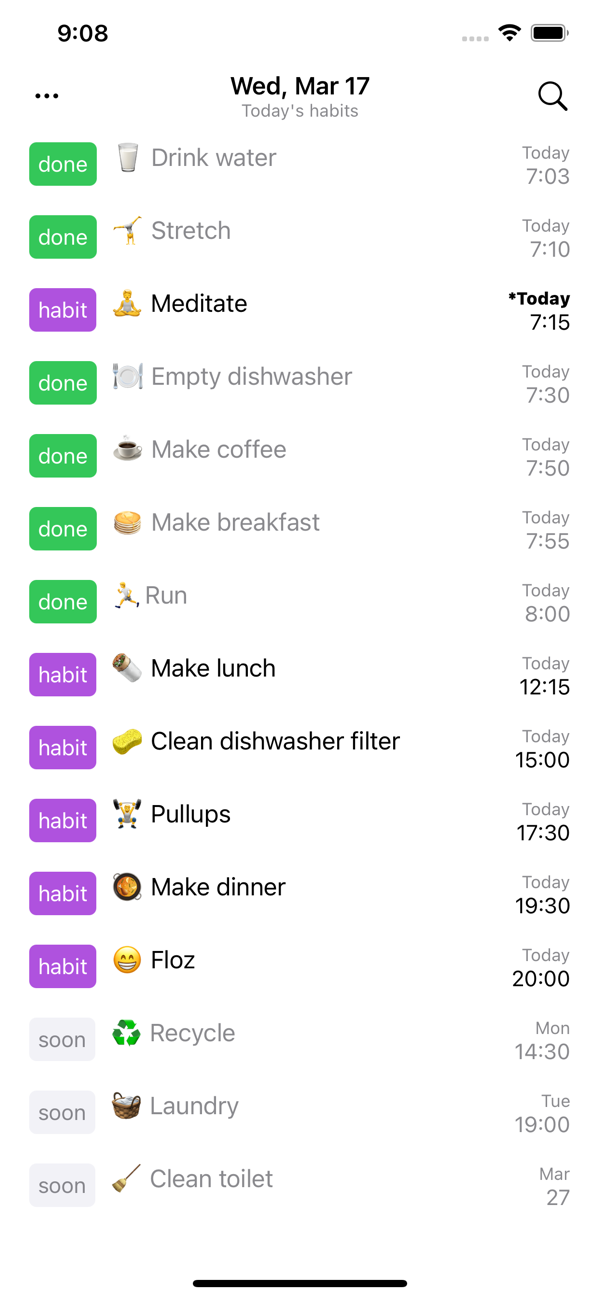 9:08
...
Wed, Mar 17
Today's habits
done Drink water Today
7:03
done Stretch Today
7:10
habit Meditate *Today
7:15
done Empty dishwasher Today
7:30
done Make coffee Today
7:50
done Make breakfast Today
7:55
done Run Today
8:00
habit Make lunch Today
12:15
habit Clean dishwasher filter Today
15:00
habit Pullups Today
17:30
habit Make dinner Today
19:30
habit Floz Today
20:00
soon Recycle Mon
14:30
soon Laundry Tue
19:00
soon Clean toilet Mar
27